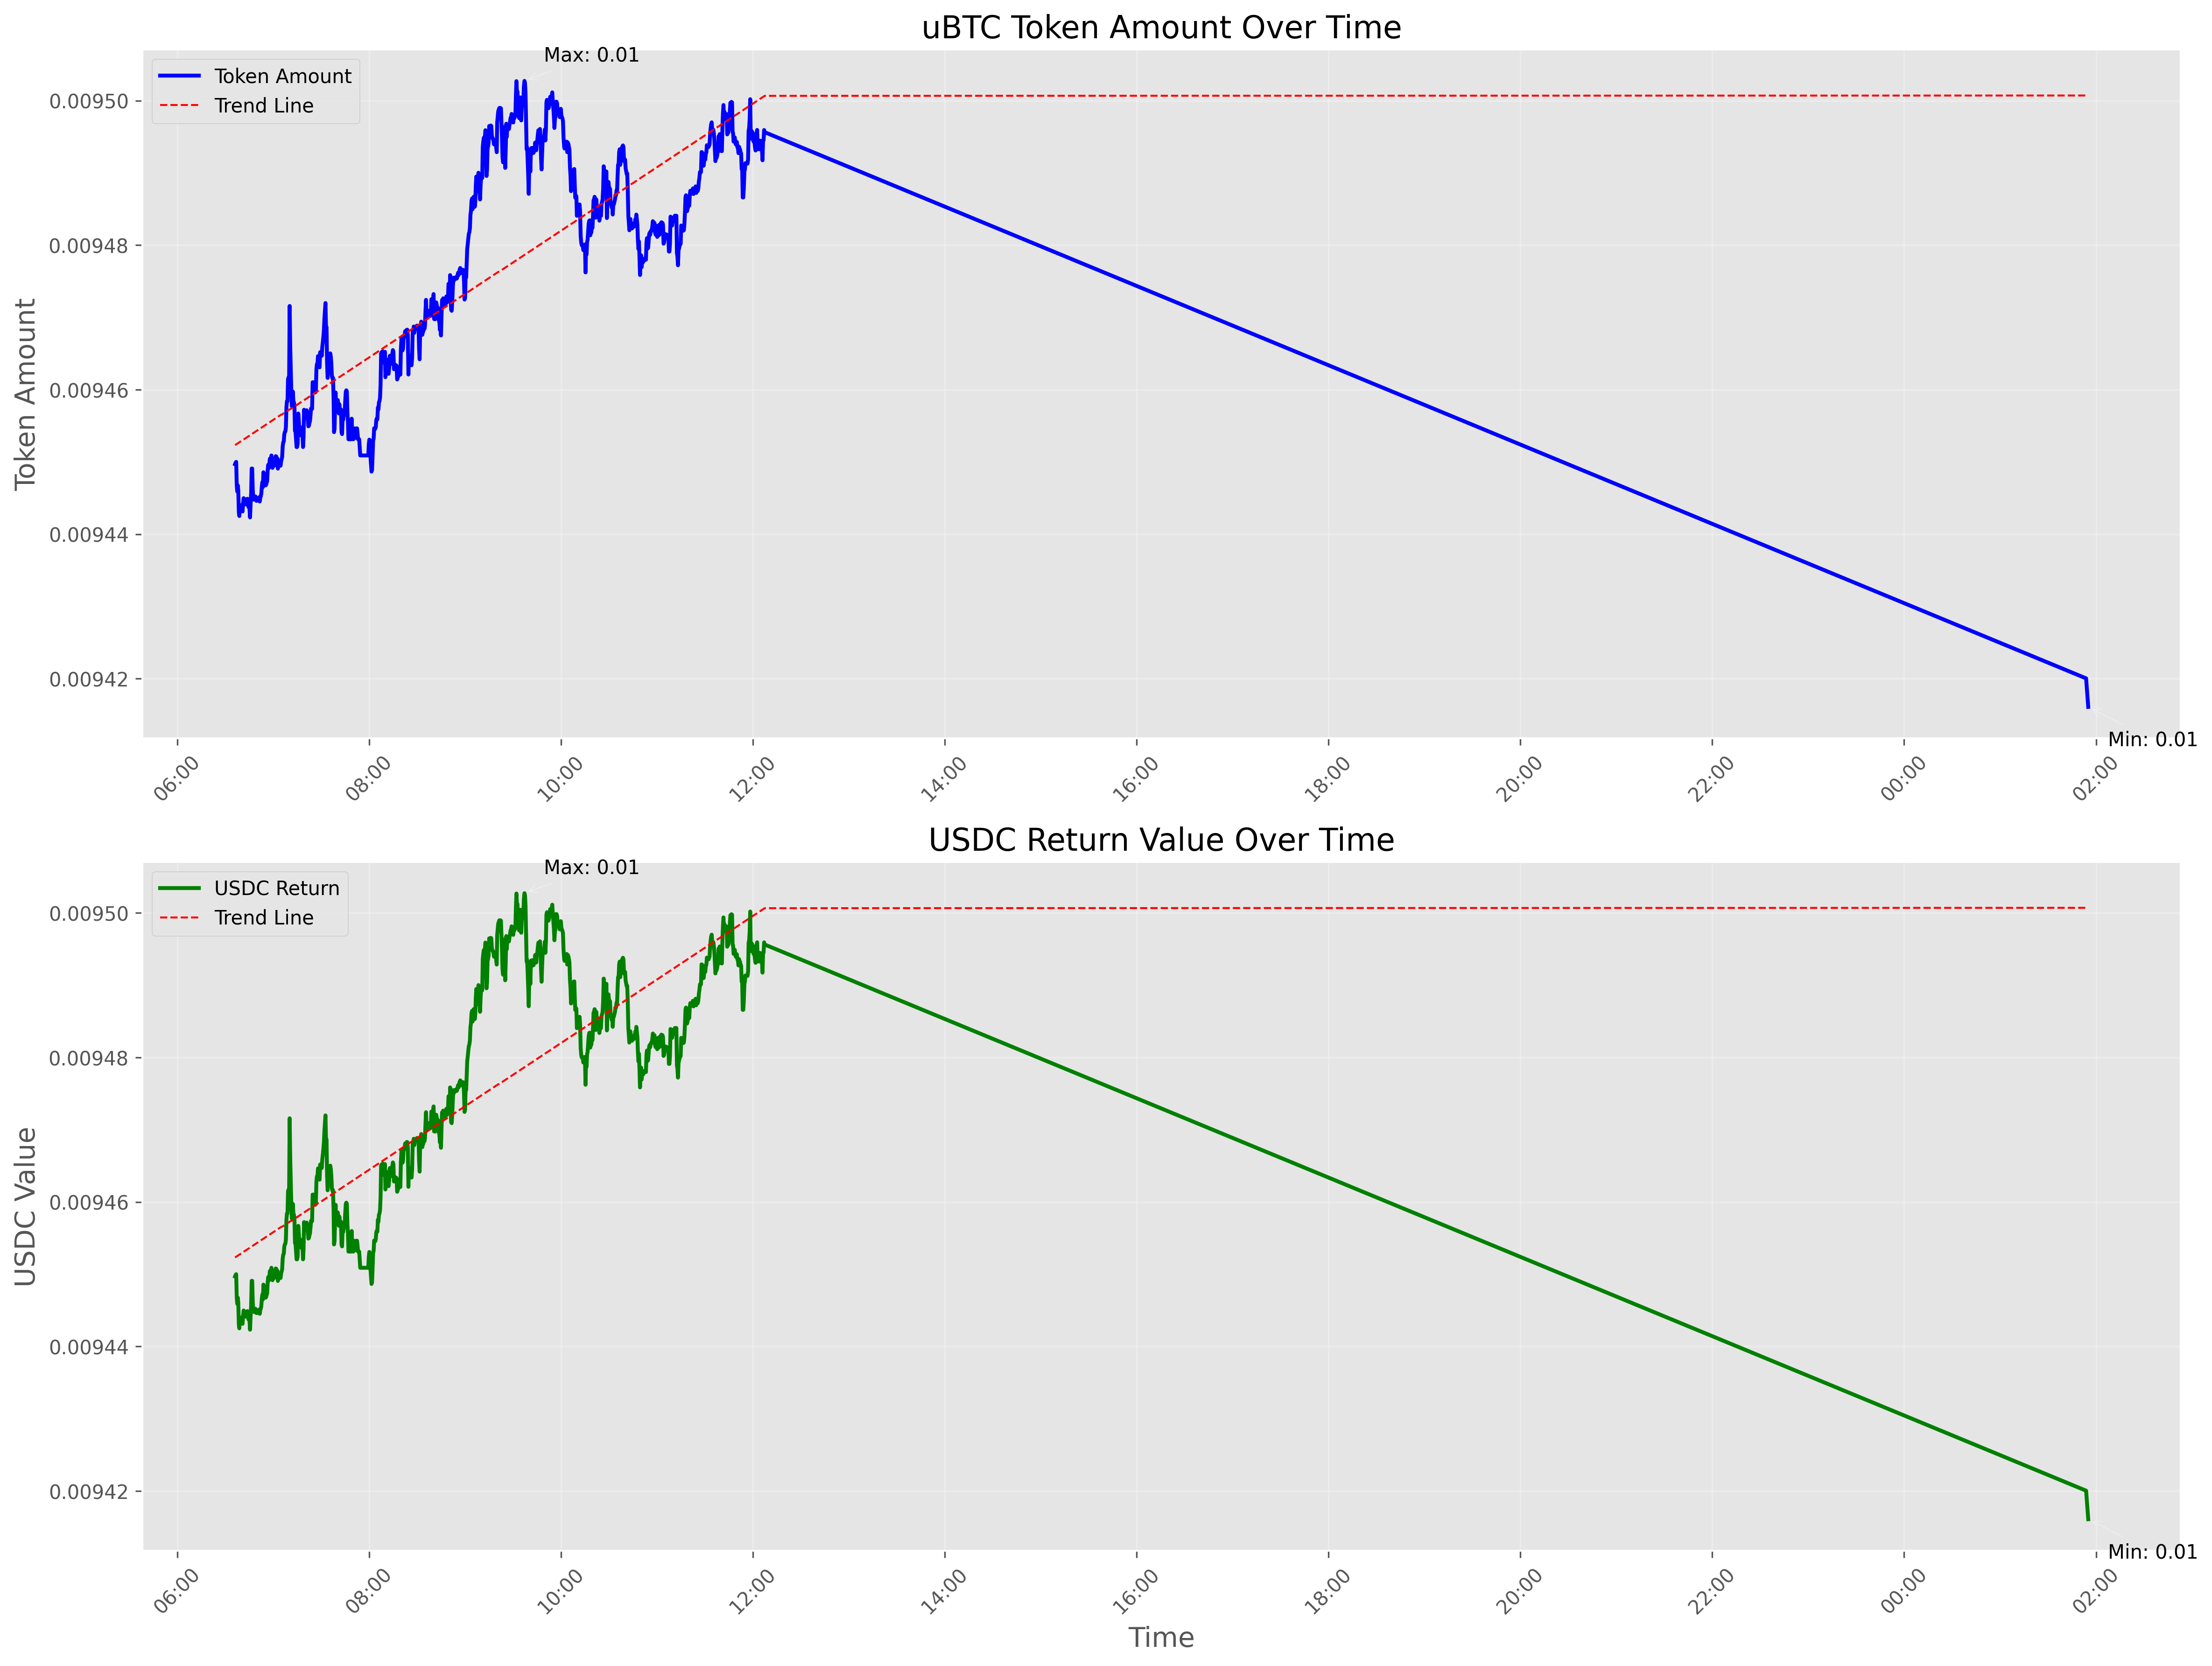 uBTC Token Amount Over Time
Max: 0.01
Token Amount
Trend Line
0.00950
0.00948
0.00946
0.00944
0.00942
Token Amount
Min: 0.01
06:00
08:00
10:00
12:00
14:00
16:00
18:00
20:00
22:00
00:00
02:00
USDC Return Value Over Time
Max: 0.01
USDC Return
Trend Line
0.00950
0.00948
0.00946
0.00944
0.00942
USDC Value
Min: 0.01
06:00
08:00
10:00
12:00
14:00
16:00
18:00
20:00
22:00
00:00
02:00
Time